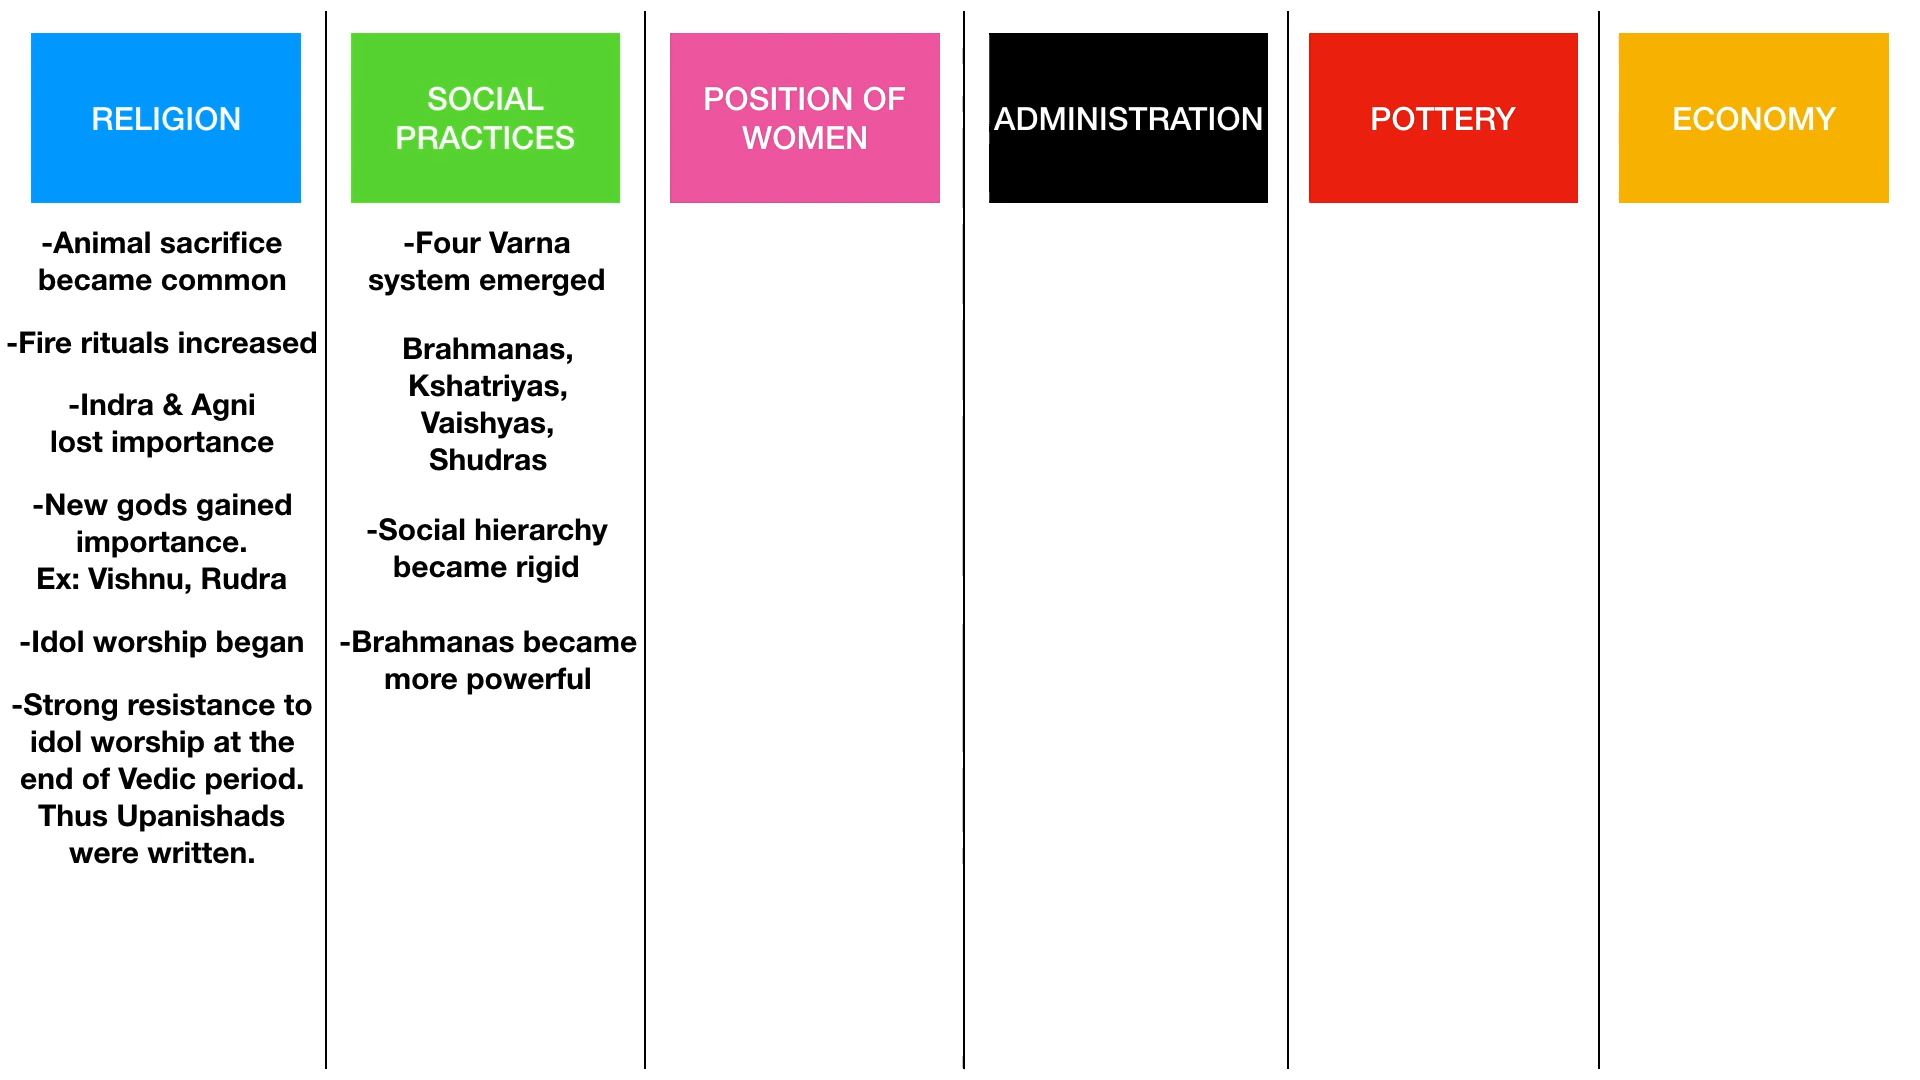 RELIGION
SOCIAL
PRACTICES
POSITION OF
WOMEN
ADMINISTRATION
POTTERY
ECONOMY
-Animal sacrifice
became common
-Fire rituals increased
-Indra & Agni
lost importance
-New gods gained
importance.
Ex: Vishnu, Rudra
-Idol worship began
-Strong resistance to
idol worship at the
end of Vedic period.
Thus Upanishads
were written.
-Four Varna
system emerged
Brahmanas,
Kshatriyas,
Vaishyas,
Shudras
-Social hierarchy
became rigid
-Brahmanas became
more powerful